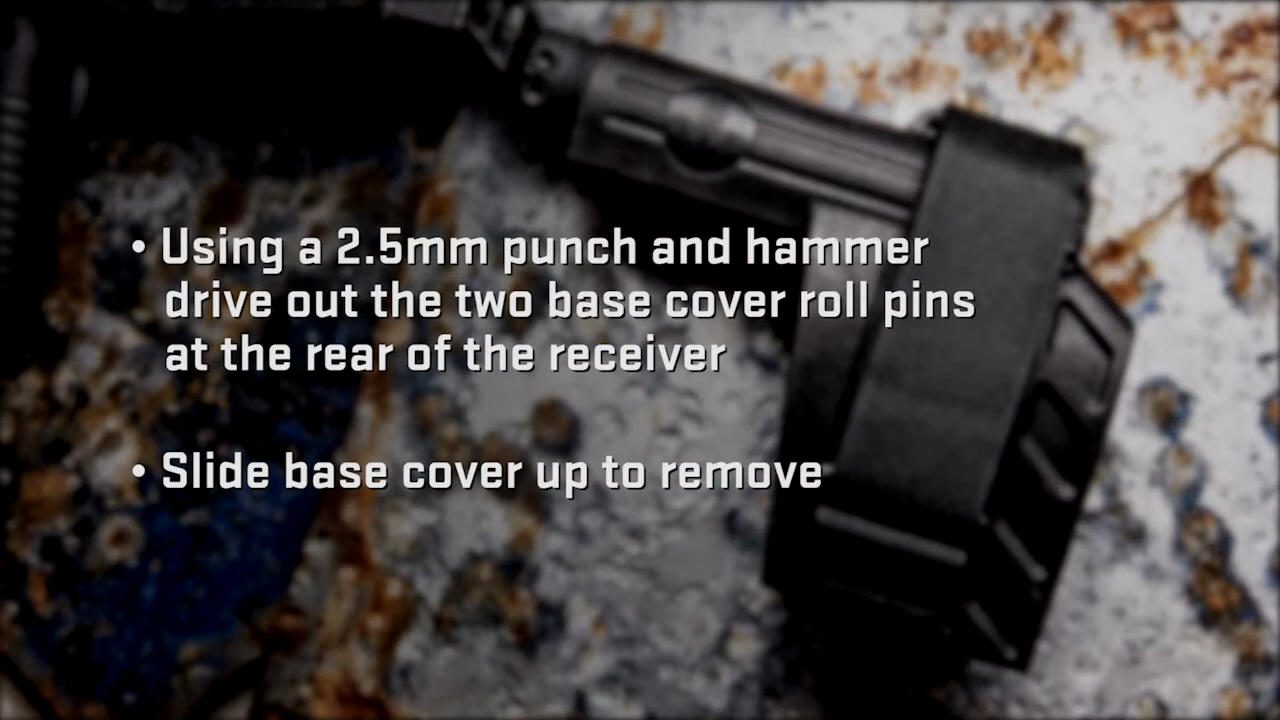 • Using a 2.5mm punch and hammer
drive out the two base cover roll pins
at the rear of the receiver
• Slide base cover up to remove